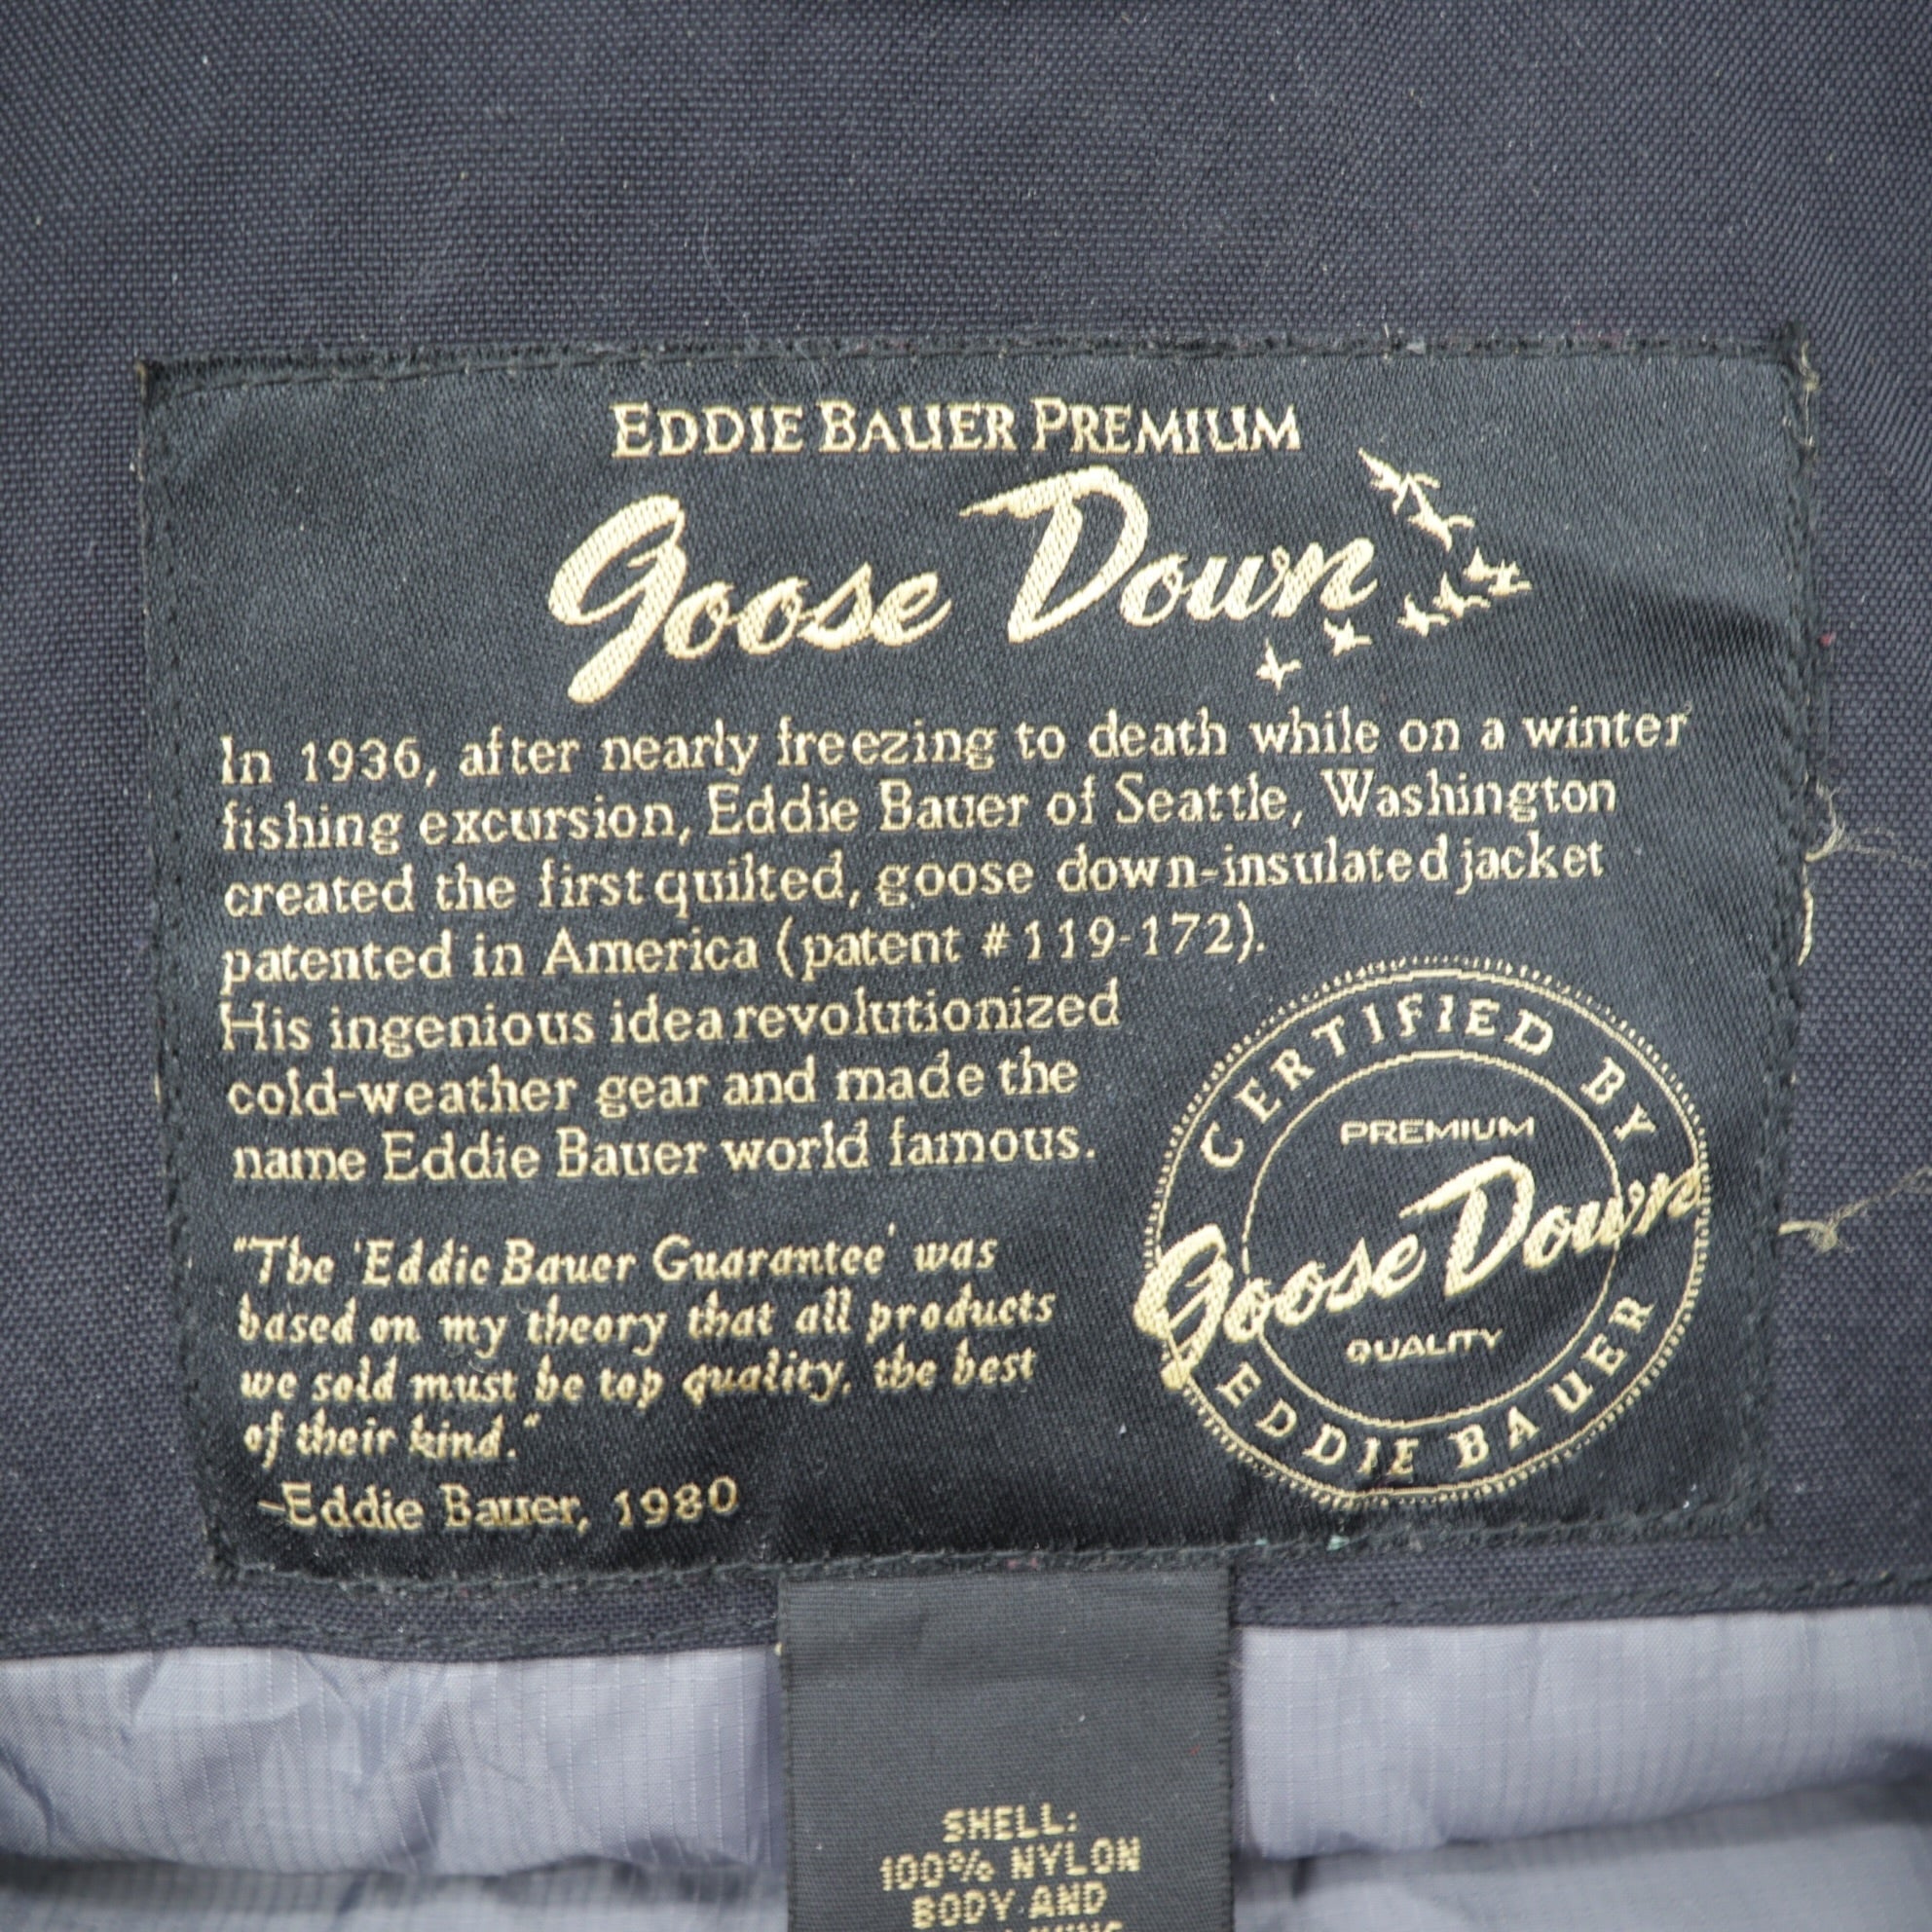 EDDIE BAUER PREMIUM
Goose Down
In 1936, after nearly freezing to death while on a winter
fishing excursion, Eddie Bauer of Seattle, Washington
created the first quilted, goose down-insulated jacket
patented in America (patent #119-172).
His ingenious idea revolutionized
cold-weather gear and made the
name Eddie Bauer world famous.
"The 'Eddie Bauer Guarantee' was
based on my theory that all products
we sold must be top quality, the best
of their kind."
~Eddie Bauer, 1980
CERTIFIED BY
PREMIUM
Goose Down
QUALITY
EDDIE BAUER
SHELL:
100% NYLON
BODY AND